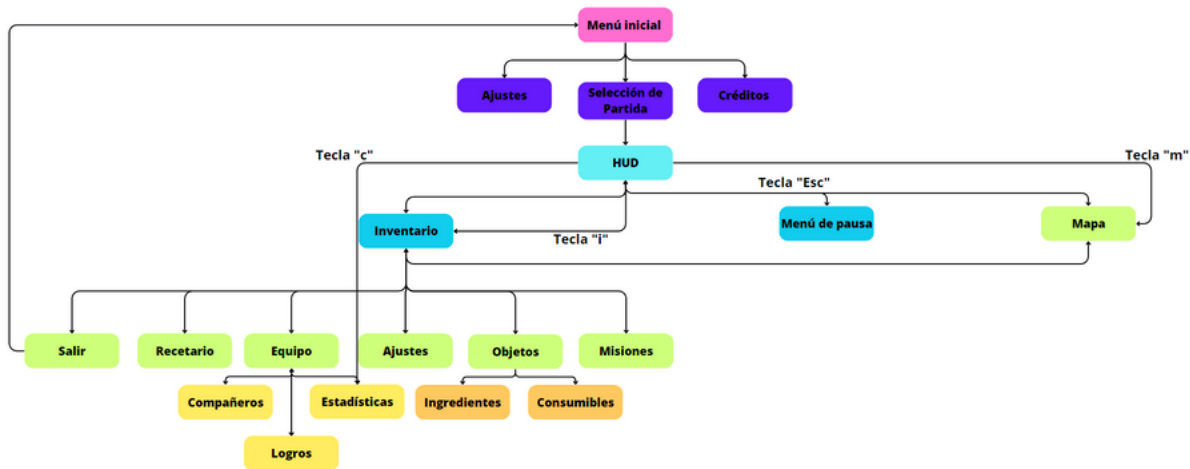 Menú inicial
Ajustes
Selección de
Partida
Créditos
Tecla "c"
HUD
Tecla "m"
Tecla "Esc"
Inventario
Menú de pausa
Mapa
Tecla "i"
Salir
Recetario
Equipo
Ajustes
Objetos
Misiones
Compañeros
Estadísticas
Ingredientes
Consumibles
Logros